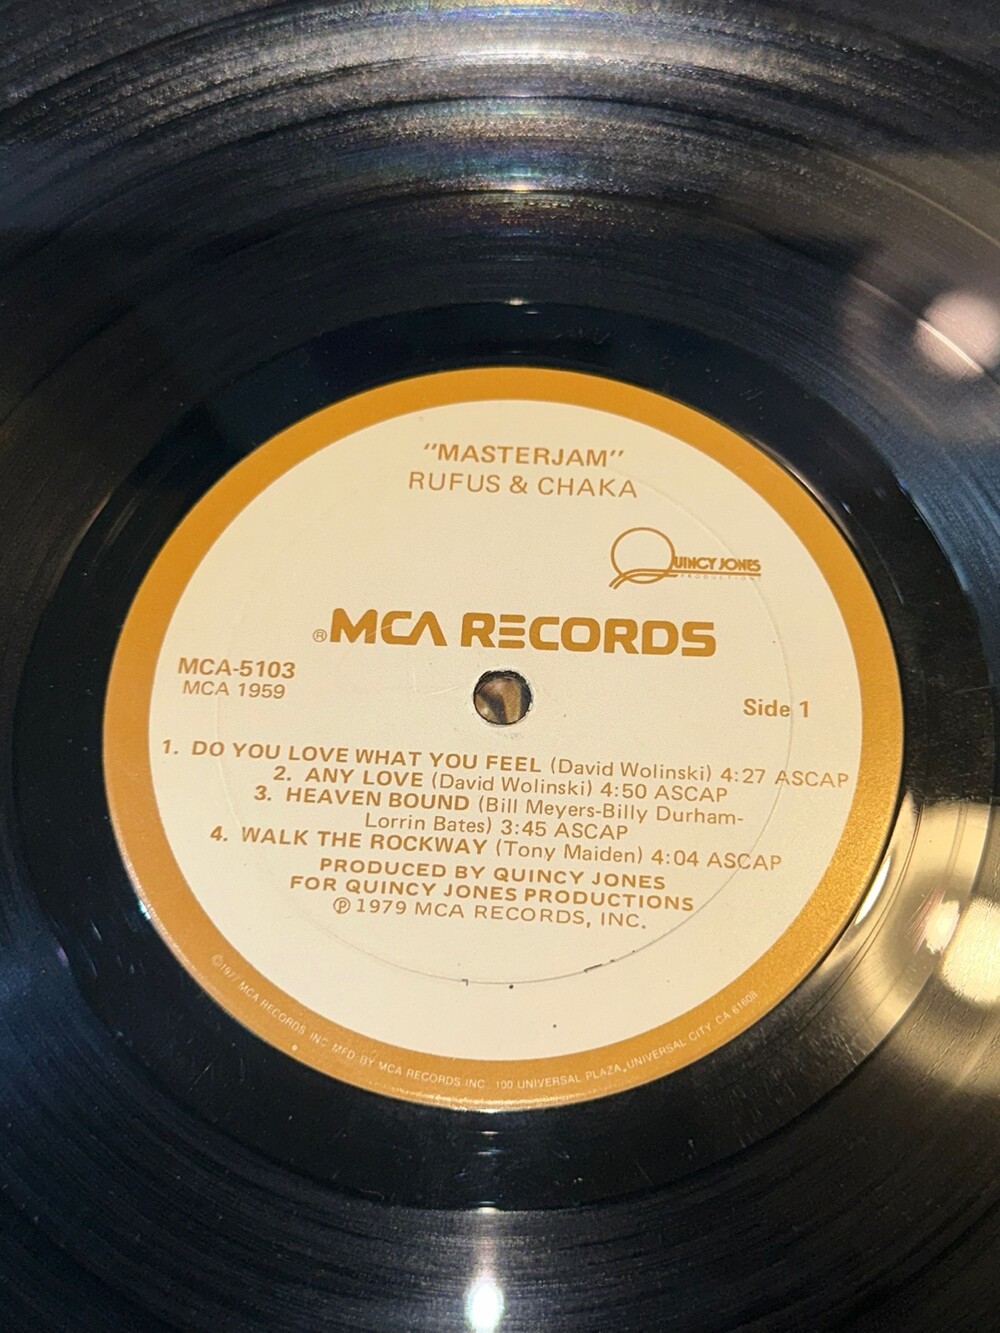 "MASTERJAM"
RUFUS & CHAKA
QUINCY JONES
PRODUCTIONS
®MCA RECORDS
MCA-5103
MCA 1959
Side 1
1. DO YOU LOVE WHAT YOU FEEL (David Wolinski) 4:27 ASCAP
2. ANY LOVE (David Wolinski) 4:50 ASCAP
3. HEAVEN BOUND (Bill Meyers-Billy Durham-
Lorrin Bates) 3:45 ASCAP
4. WALK THE ROCKWAY (Tony Maiden) 4:04 ASCAP
PRODUCED BY QUINCY JONES
FOR QUINCY JONES PRODUCTIONS
℗ 1979 MCA RECORDS, INC.
©1977 MCA RECORDS, INC. MFD. BY MCA RECORDS INC., 100 UNIVERSAL PLAZA, UNIVERSAL CITY, CA 61608